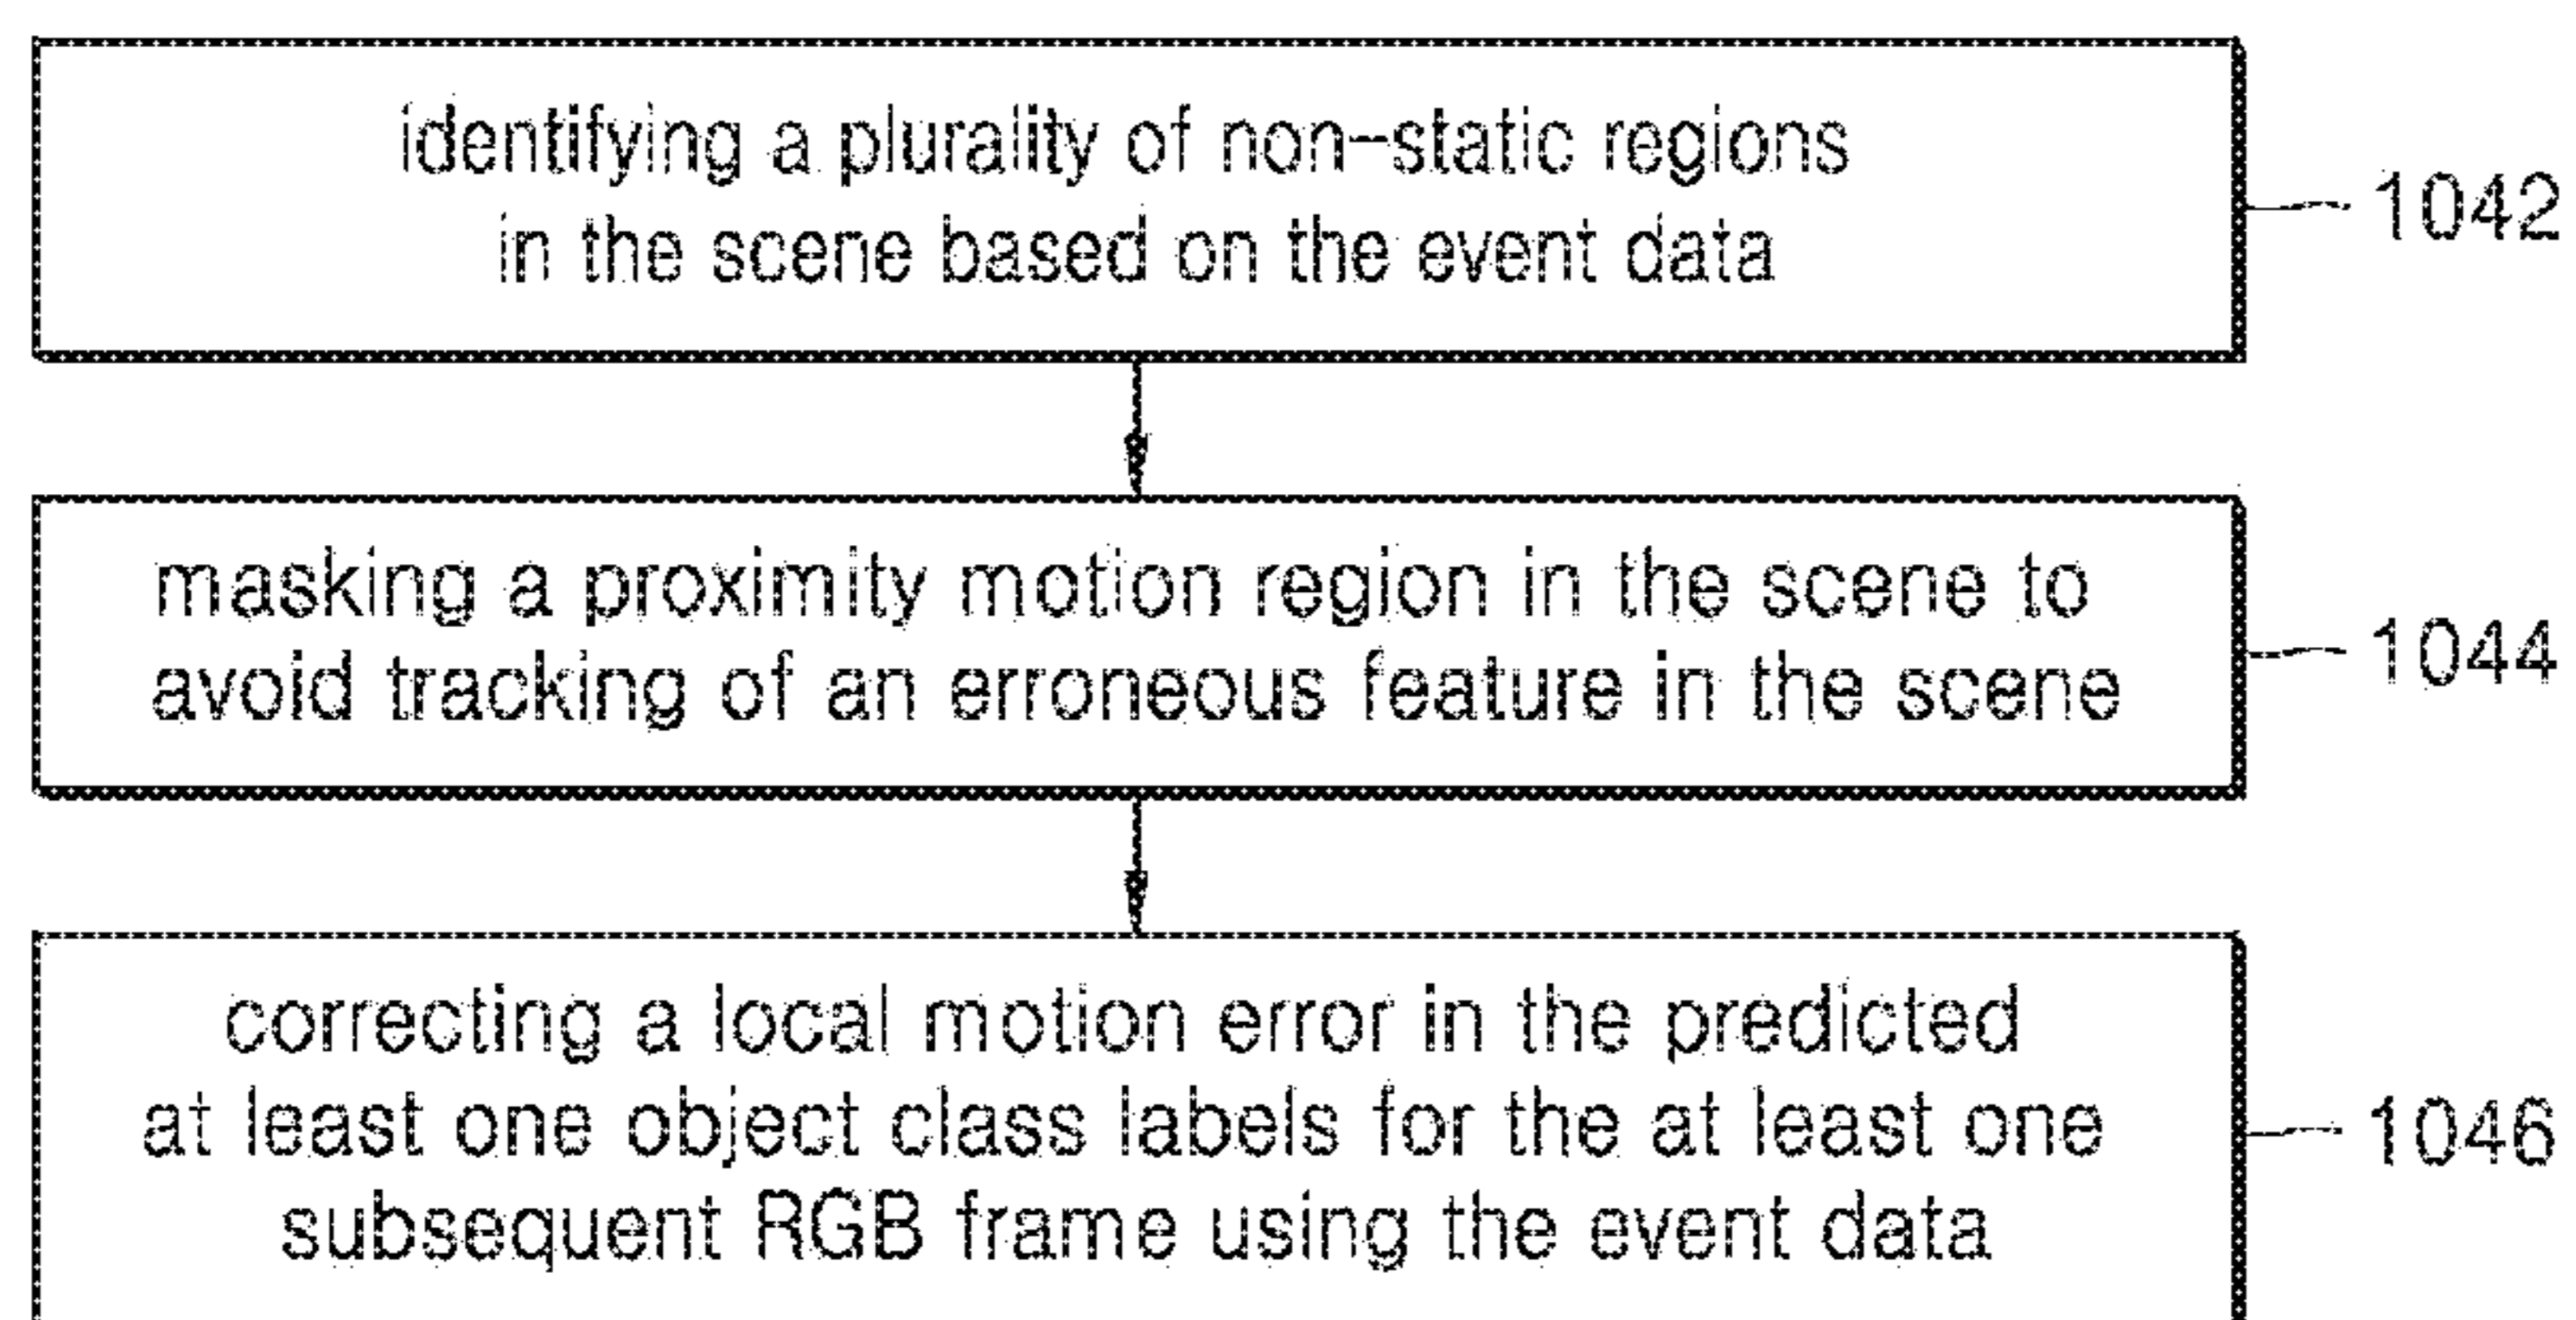 identifying a plurality of non-static regions
in the scene based on the event data
1042
masking a proximity motion region in the scene to
avoid tracking of an erroneous feature in the scene
1044
correcting a local motion error in the predicted
at least one object class labels for the at least one
subsequent RGB frame using the event data
1046